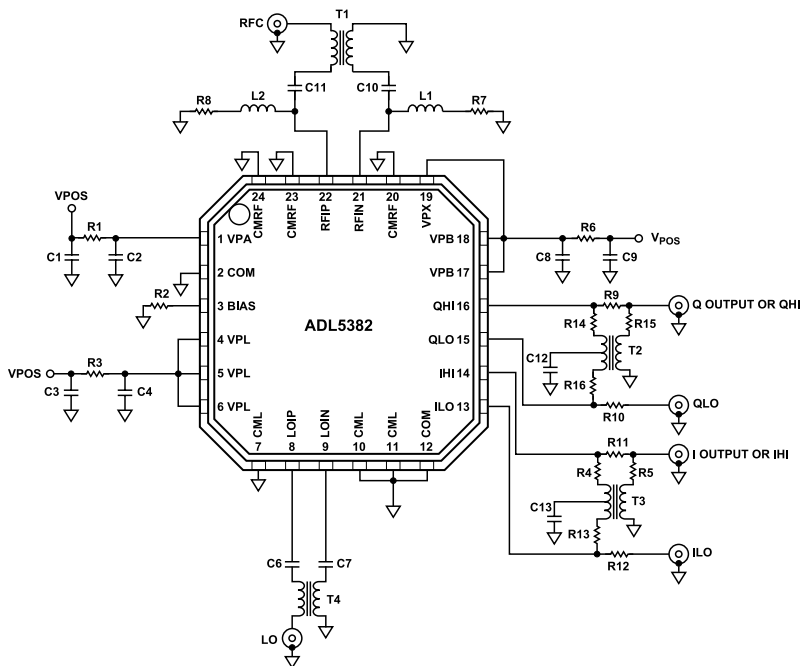 RFC
T1
C11
C10
R8
L2
L1
R7
24
23
22
21
20
19
CMRF
CMRF
RFIP
RFIN
CMRF
VPX
VPOS
R1
C1
C2
1 VPA
2 COM
R2
3 BIAS
4 VPL
VPOS
R3
5 VPL
C3
C4
6 VPL
ADL5382
VPB 18
VPB 17
QHI 16
QLO 15
IHI 14
ILO 13
R6
VPOS
C8
C9
R9
Q OUTPUT OR QHI
R14
R15
T2
C12
R16
QLO
R10
R11
I OUTPUT OR IHI
R4
R5
C13
T3
R13
ILO
R12
CML
LOIP
LOIN
CML
CML
COM
7
8
9
10
11
12
C6
C7
T4
LO